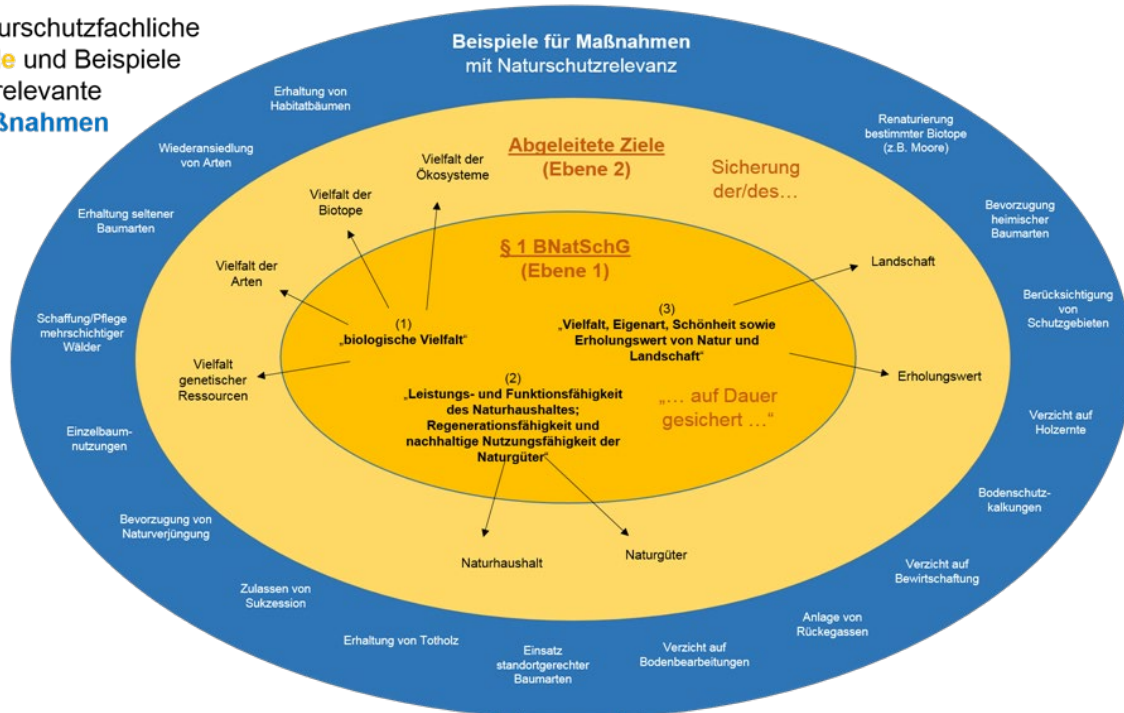 urschutzfachliche
le und Beispiele
relevante
ßnahmen
Beispiele für Maßnahmen
mit Naturschutzrelevanz
Erhaltung von
Habitatbäumen
Wiederansiedlung
von Arten
Erhaltung seltener
Baumarten
Schaffung/Pflege
mehrschichtiger
Wälder
Einzelbaum-
nutzungen
Bevorzugung von
Naturverjüngung
Zulassen von
Sukzession
Erhaltung von Totholz
Einsatz
standortgerechter
Baumarten
Verzicht auf
Bodenbearbeitungen
Anlage von
Rückegassen
Verzicht auf
Bewirtschaftung
Bodenschutz-
kalkungen
Verzicht auf
Holzernte
Berücksichtigung
von
Schutzgebieten
Bevorzugung
heimischer
Baumarten
Renaturierung
bestimmter Biotope
(z.B. Moore)
Abgeleitete Ziele
(Ebene 2)
Sicherung
der/des…
Vielfalt der
Ökosysteme
Vielfalt der
Biotope
Vielfalt der
Arten
Vielfalt
genetischer
Ressourcen
Landschaft
Erholungswert
Naturhaushalt
Naturgüter
§ 1 BNatSchG
(Ebene 1)
(1)
„biologische Vielfalt“
(3)
„Vielfalt, Eigenart, Schönheit sowie
Erholungswert von Natur und
Landschaft“
(2)
„Leistungs- und Funktionsfähigkeit
des Naturhaushaltes;
Regenerationsfähigkeit und
nachhaltige Nutzungsfähigkeit der
Naturgüter“
„… auf Dauer
gesichert …“